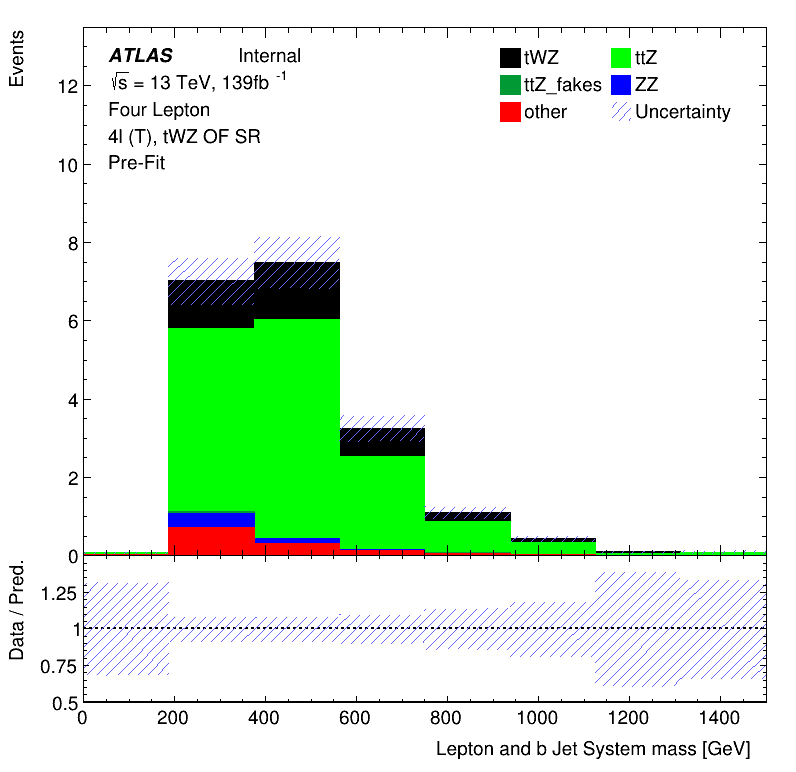 Events
ATLAS Internal
√s = 13 TeV, 139fb -1
Four Lepton
4l (T), tWZ OF SR
Pre-Fit
tWZ ttZ
ttZ_fakes ZZ
other Uncertainty
12
10
8
6
4
2
0
Data / Pred.
1.25
1
0.75
0.5
0 200 400 600 800 1000 1200 1400
Lepton and b Jet System mass [GeV]